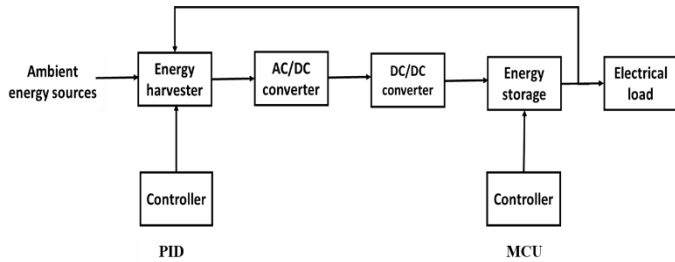 Ambient
energy sources
Energy
harvester
AC/DC
converter
DC/DC
converter
Energy
storage
Electrical
load
Controller
Controller
PID
MCU